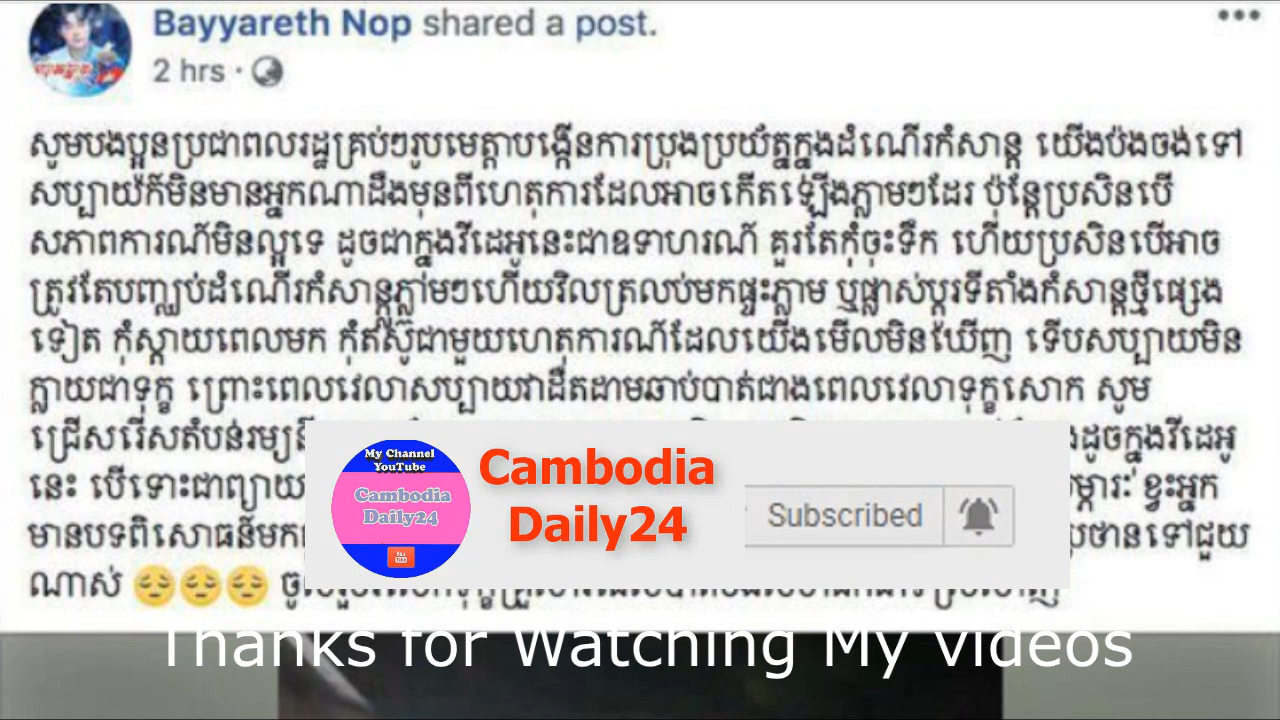 Bayyareth Nop shared a post.
2 hrs ·
សូមបងប្អូនប្រជាពលរដ្ឋគ្រប់ៗរូបមេត្តាបង្កើនការប្រុងប្រយ័ត្នក្នុងដំណើរកំសាន្ត យើងប៉ងចង់ទៅ
សប្បាយក៏មិនមានអ្នកណាដឹងមុនពីហេតុការដែលអាចកើតឡើងភ្លាមៗដែរ ប៉ុន្តែប្រសិនបើ
សភាពការណ៍មិនល្អទេ ដូចជាក្នុងវីដេអូនេះជាឧទាហរណ៍ គួរតែកុំចុះទឹក ហើយប្រសិនបើអាច
ត្រូវតែបញ្ឈប់ដំណើរកំសាន្តភ្លាមៗហើយវិលត្រលប់មកផ្ទះភ្លាម ឬផ្លាស់ប្តូរទីតាំងកំសាន្តថ្មីផ្សេង
ទៀត កុំស្តាយពេលមក កុំតស៊ូជាមួយហេតុការណ៍ដែលយើងមើលមិនឃើញ ទើបសប្បាយមិន
ក្លាយជាទុក្ខ ព្រោះពេលវេលាសប្បាយវាដឺតដាមឆាប់បាត់ជាងពេលវេលាទុក្ខសោក សូម
ជ្រើសរើសតំបន់រម្យ ដូចក្នុងវីដេអូ
នេះ បើទោះជាព្យាយ ខ្វះអ្នក
មានបទពិសោធន៍មក ទៅជួយ
ណាស់ 😔😔😔
My Channel
YouTube
Cambodia
Daily24
You
Tube
Cambodia
Daily24
Subscribed
Thanks for Watching My videos